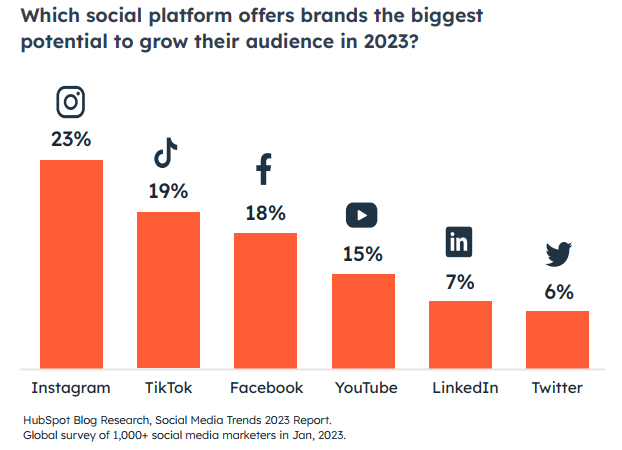 Which social platform offers brands the biggest
potential to grow their audience in 2023?
23%
19%
18%
15%
in
7%
6%
Instagram TikTok Facebook YouTube LinkedIn Twitter
HubSpot Blog Research, Social Media Trends 2023 Report.
Global survey of 1,000+ social media marketers in Jan, 2023.